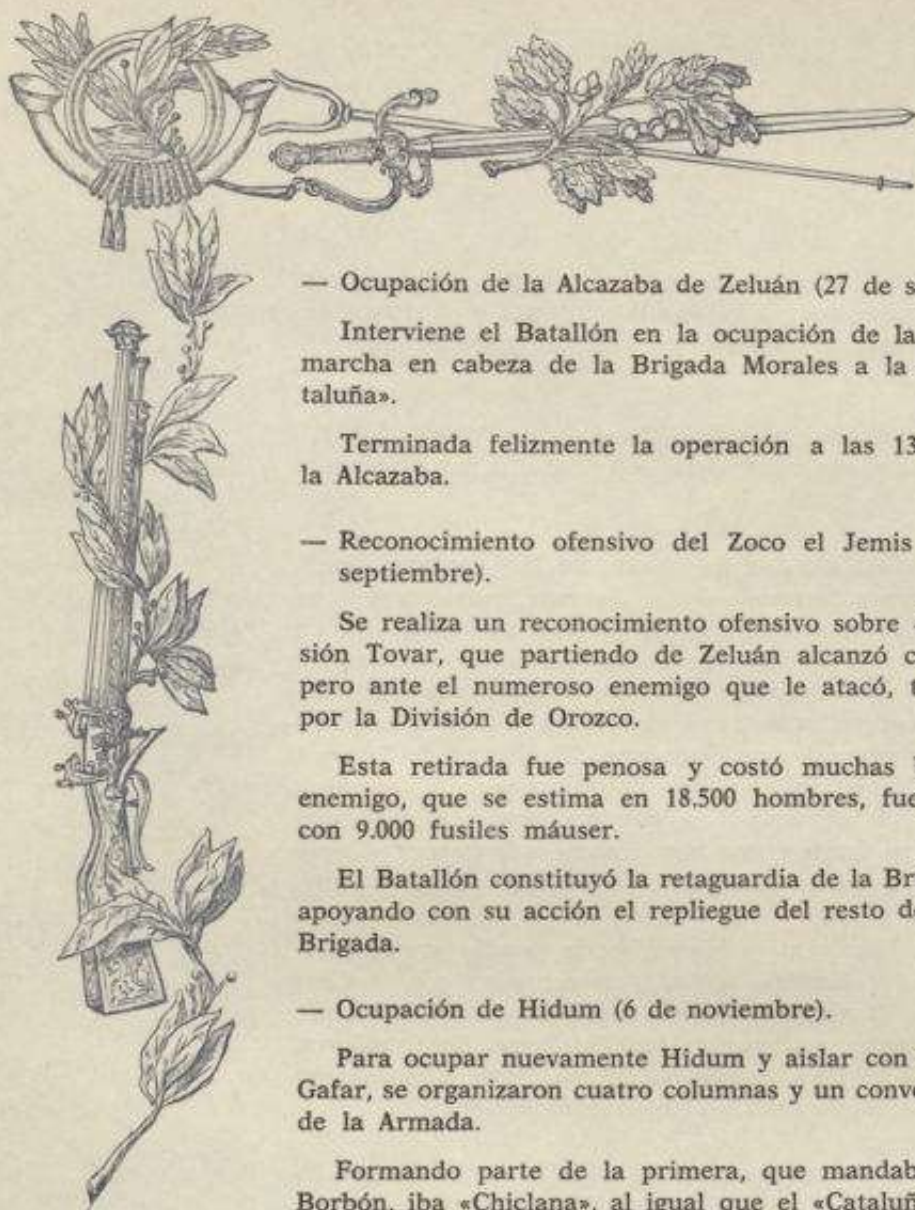 — Ocupación de la Alcazaba de Zeluán (27 de s
Interviene el Batallón en la ocupación de la
marcha en cabeza de la Brigada Morales a la
taluña».
Terminada felizmente la operación a las 13
la Alcazaba.
— Reconocimiento ofensivo del Zoco el Jemis
septiembre).
Se realiza un reconocimiento ofensivo sobre
sión Tovar, que partiendo de Zeluán alcanzó c
pero ante el numeroso enemigo que le atacó, t
por la División de Orozco.
Esta retirada fue penosa y costó muchas
enemigo, que se estima en 18.500 hombres, fue
con 9.000 fusiles máuser.
El Batallón constituyó la retaguardia de la Br
apoyando con su acción el repliegue del resto d
Brigada.
— Ocupación de Hidum (6 de noviembre).
Para ocupar nuevamente Hidum y aislar con
Gafar, se organizaron cuatro columnas y un conv
de la Armada.
Formando parte de la primera, que mandab
Borbón, iba «Chiclana», al igual que el «Cataluñ